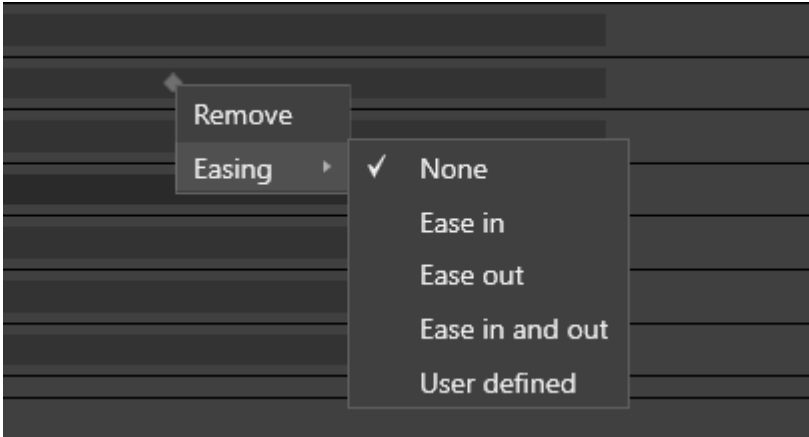 Remove
Easing
None
Ease in
Ease out
Ease in and out
User defined